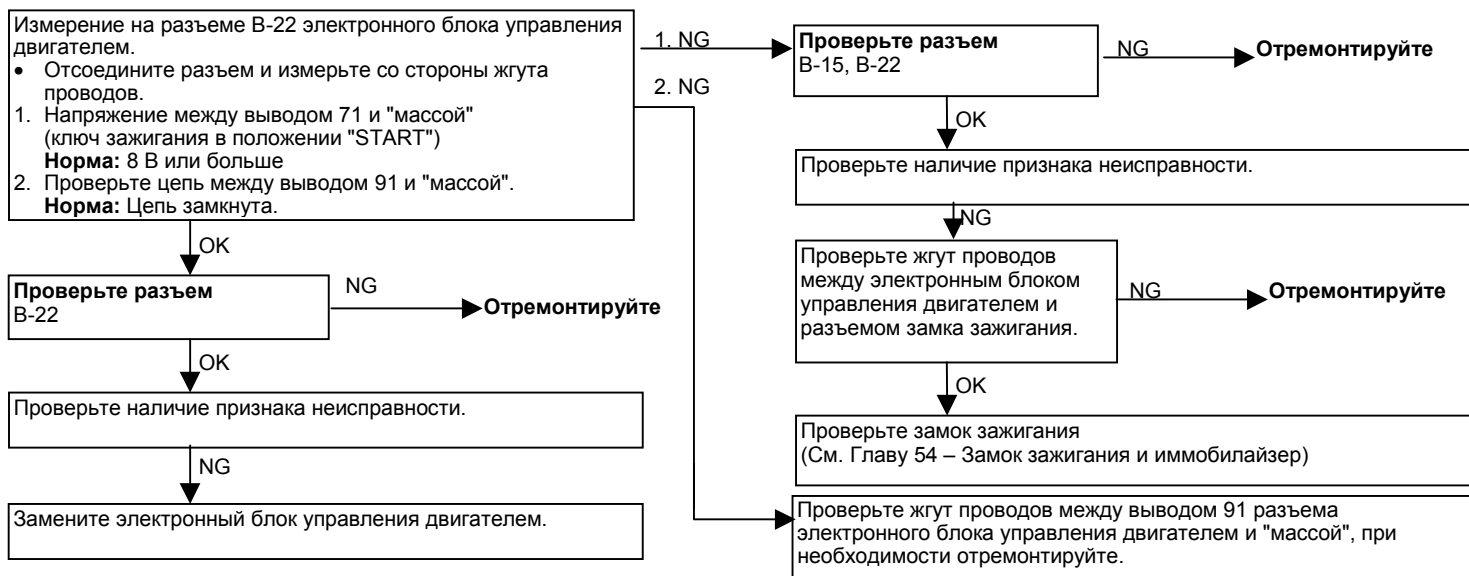 Измерение на разъеме B-22 электронного блока управления
двигателем.
• Отсоедините разъем и измерьте со стороны жгута
проводов.
1. Напряжение между выводом 71 и "массой"
(ключ зажигания в положении "START")
Норма: 8 В или больше
2. Проверьте цепь между выводом 91 и "массой".
Норма: Цепь замкнута.
1. NG
2. NG
OK
Проверьте разъем
B-22
NG
Отремонтируйте
OK
Проверьте наличие признака неисправности.
NG
Замените электронный блок управления двигателем.
Проверьте разъем
B-15, B-22
NG
Отремонтируйте
OK
Проверьте наличие признака неисправности.
NG
Проверьте жгут проводов
между электронным блоком
управления двигателем и
разъемом замка зажигания.
NG
Отремонтируйте
OK
Проверьте замок зажигания
(См. Главу 54 – Замок зажигания и иммобилайзер)
Проверьте жгут проводов между выводом 91 разъема
электронного блока управления двигателем и "массой", при
необходимости отремонтируйте.